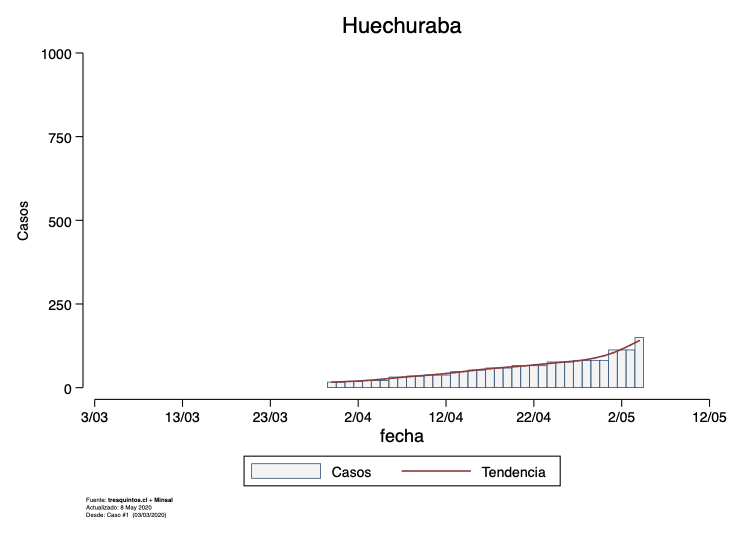 Huechuraba
1000
750
500
250
0
Casos
3/03 13/03 23/03 2/04 12/04 22/04 2/05 12/05
fecha
Casos Tendencia
Fuente: tresquintos.cl + Minsal
Actualizado: 8 May 2020
Desde: Caso #1 (03/03/2020)